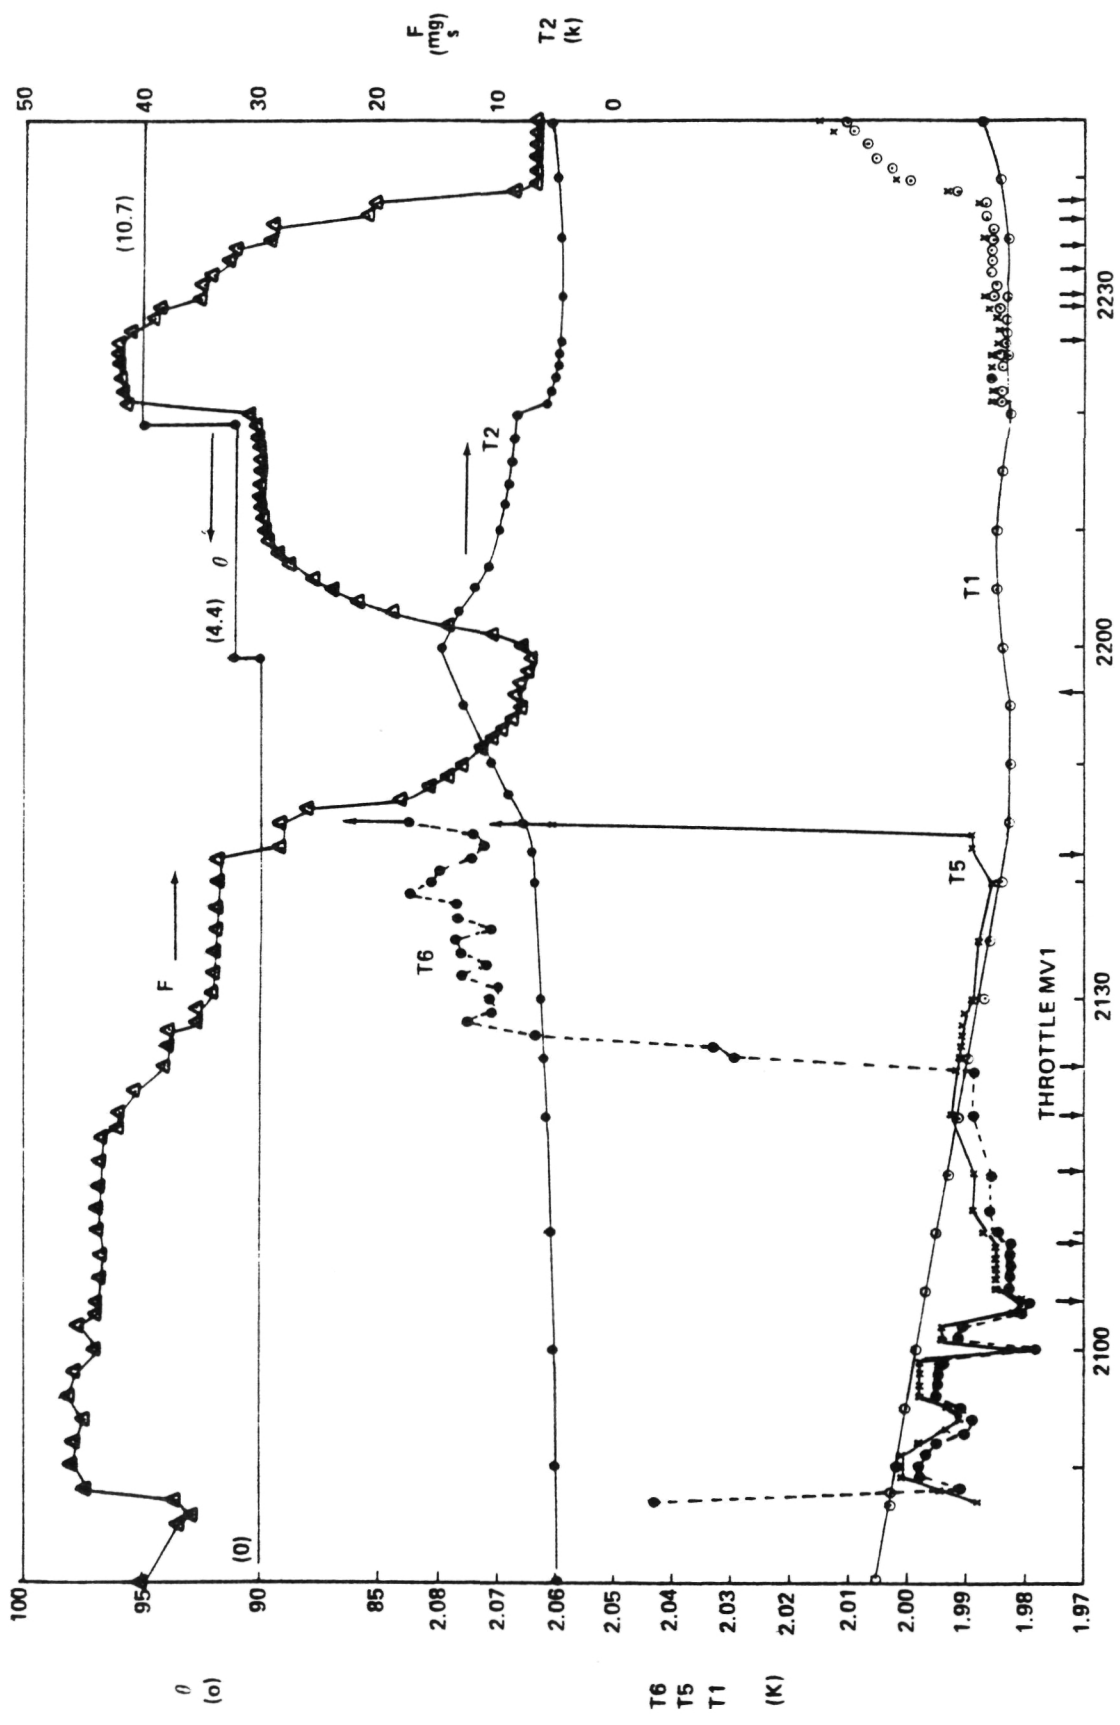 100
95
90
85
2.08
2.07
2.06
2.05
2.04
2.03
2.02
2.01
2.00
1.99
1.98
1.97
θ
(o)
T6
T5
T1
(K)
50
40
30
20
10
0
F
(mg)
s
T2
(k)
F
(0)
(4.4) θ
(10.7)
T2
T6
T5
T1
THROTTLE MV1
2100
2130
2200
2230